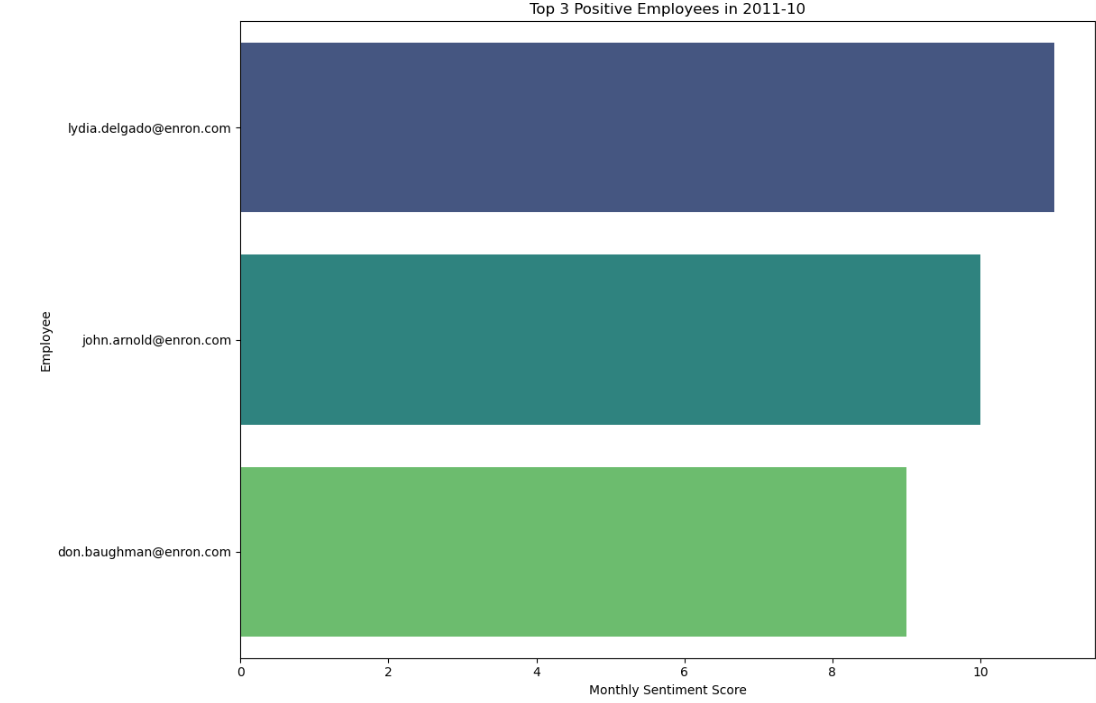 Top 3 Positive Employees in 2011-10
lydia.delgado@enron.com
john.arnold@enron.com
don.baughman@enron.com
Employee
0 2 4 6 8 10
Monthly Sentiment Score